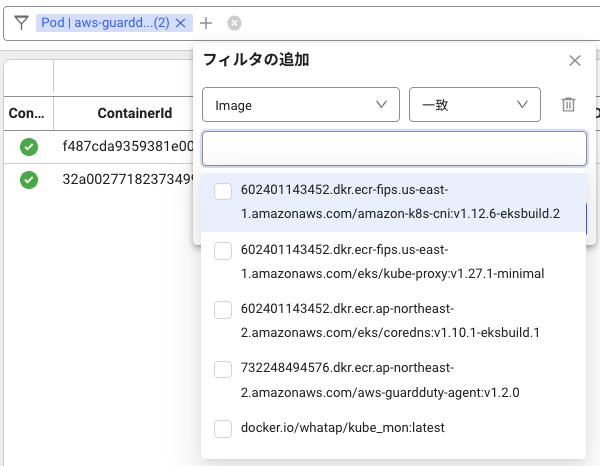 Pod | aws-guardd...(2)
フィルタの追加
Image
一致
Con...
ContainerId
f487cda9359381e00
32a0027718237349
602401143452.dkr.ecr-fips.us-east-
1.amazonaws.com/amazon-k8s-cni:v1.12.6-eksbuild.2
602401143452.dkr.ecr-fips.us-east-
1.amazonaws.com/eks/kube-proxy:v1.27.1-minimal
602401143452.dkr.ecr.ap-northeast-
2.amazonaws.com/eks/coredns:v1.10.1-eksbuild.1
732248494576.dkr.ecr.ap-northeast-
2.amazonaws.com/aws-guardduty-agent:v1.2.0
docker.io/whatap/kube_mon:latest